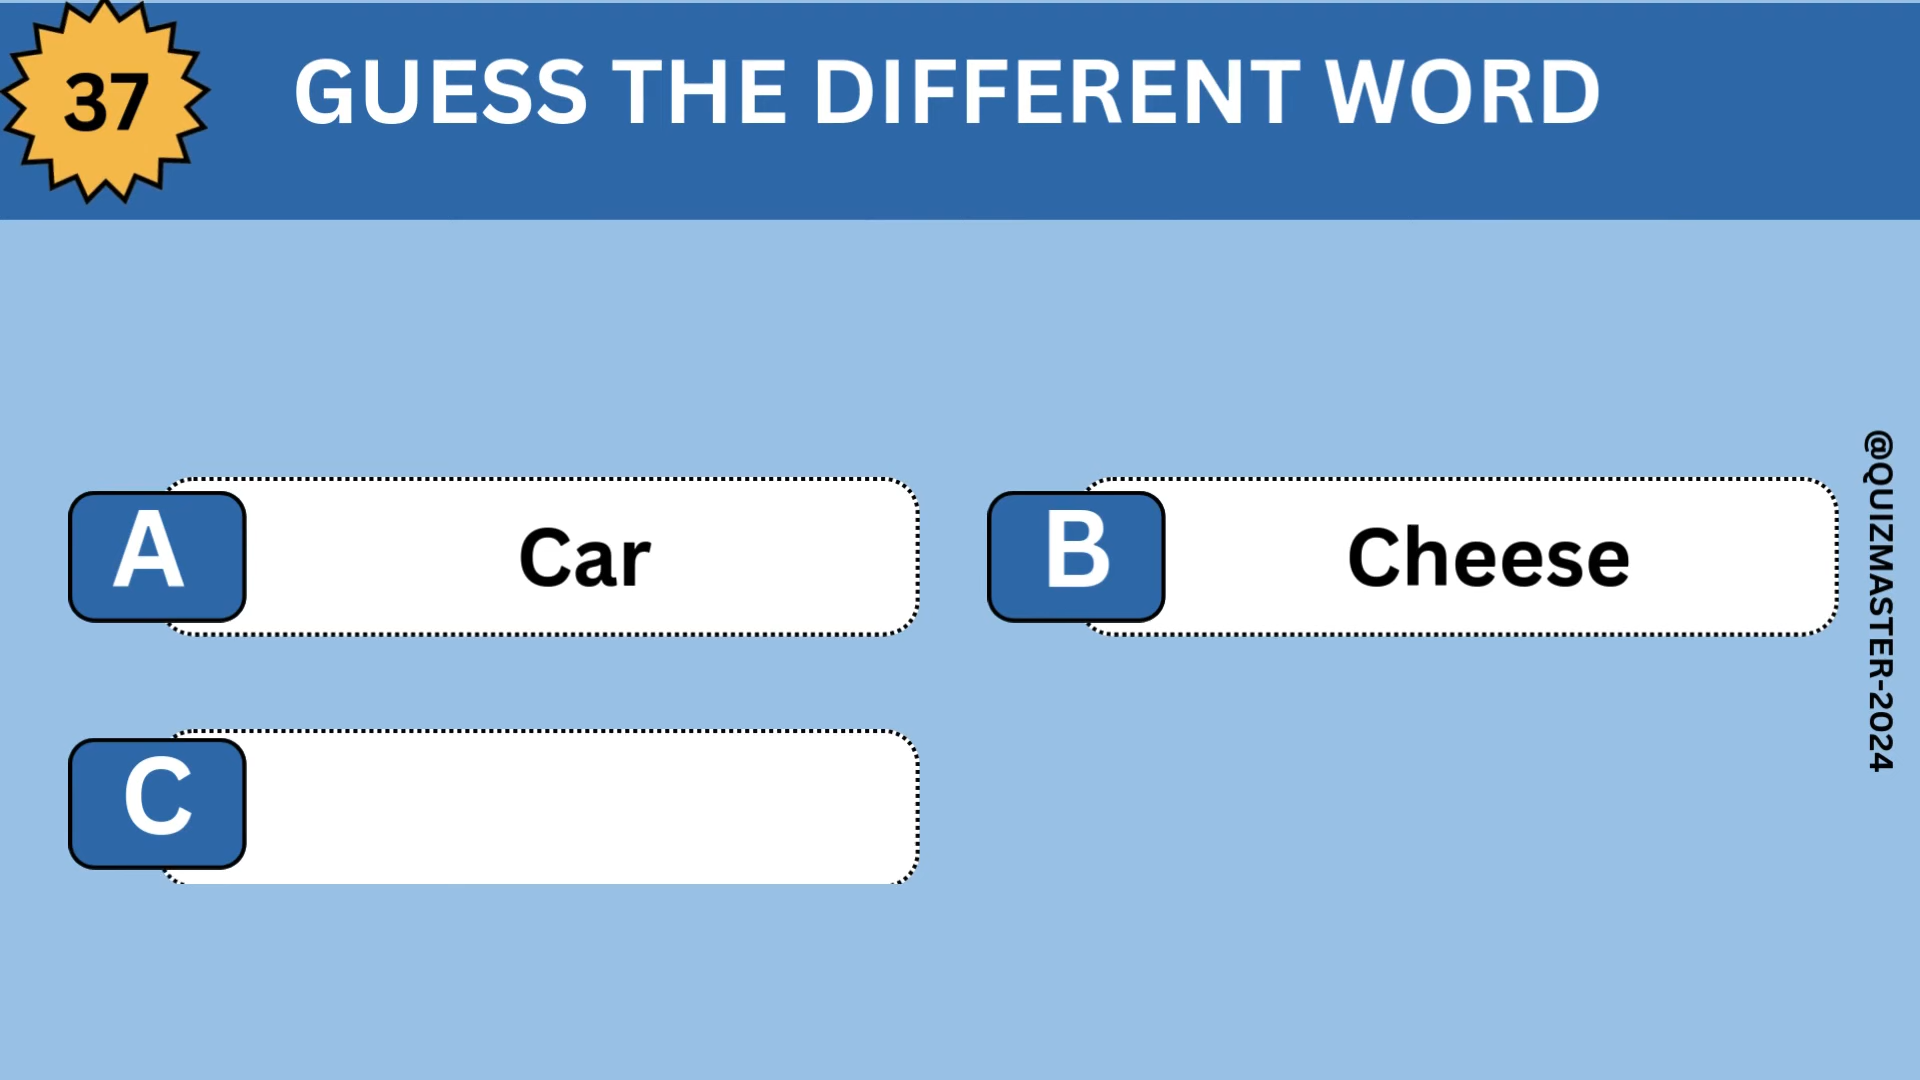 37
GUESS THE DIFFERENT WORD
A
Car
B
Cheese
C
@QUIZMASTER-2024